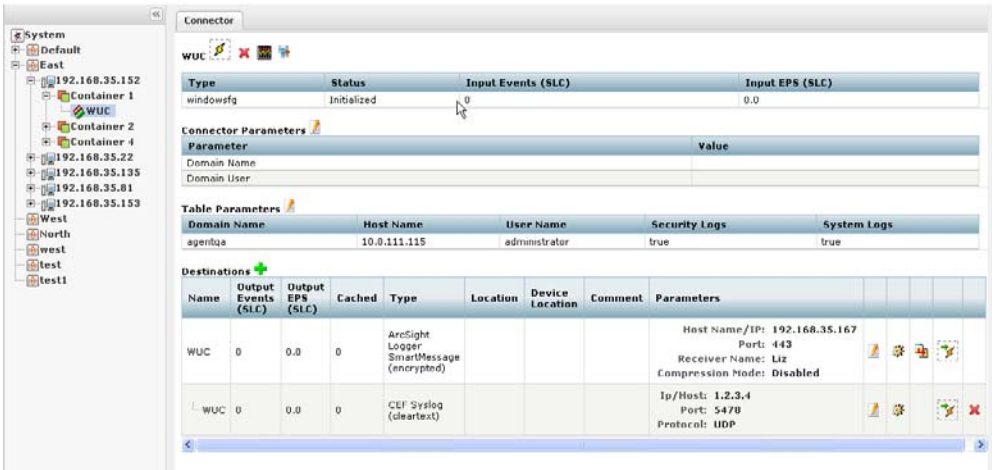 System
Default
East
192.168.35.152
Container 1
WUC
Container 2
Container 4
192.168.35.22
192.168.35.135
192.168.35.81
192.168.35.153
West
North
west
test
test1
Connector
WUC
Type Status Input Events (SLC) Input EPS (SLC)
windowsfg Initialized 0 0.0
Connector Parameters
Parameter Value
Domain Name
Domain User
Table Parameters
Domain Name Host Name User Name Security Logs System Logs
agentqa 10.0.111.115 administrator true true
Destinations
Name Output Events (SLC) Output EPS (SLC) Cached Type Location Device Location Comment Parameters
WUC 0 0.0 0 ArcSight Logger SmartMessage (encrypted) Host Name/IP: 192.168.35.167
Port: 443
Receiver Name: Liz
Compression Mode: Disabled
WUC 0 0.0 0 CEF Syslog (cleartext) Ip/Host: 1.2.3.4
Port: 5470
Protocol: UDP